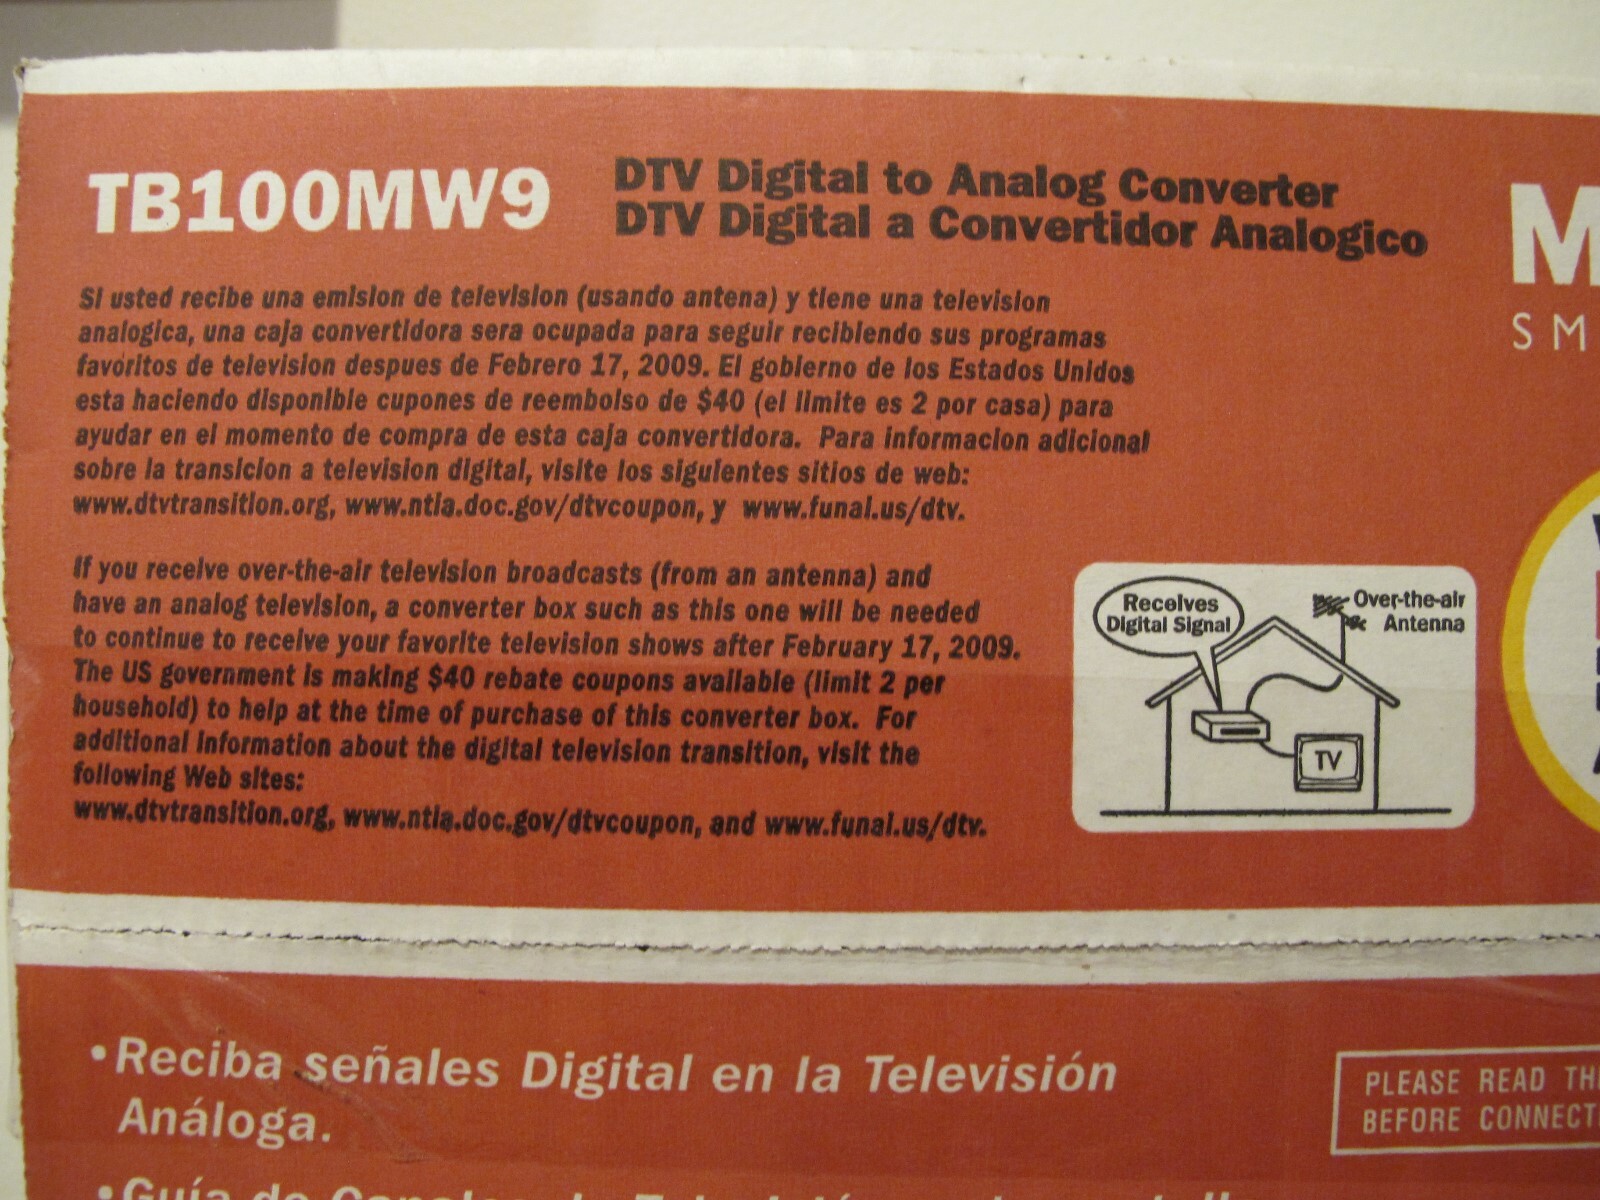 TB100MW9
DTV Digital to Analog Converter
DTV Digital a Convertidor Analogico
M
SM
Si usted recibe una emision de television (usando antena) y tiene una television
analogica, una caja convertidora sera ocupada para seguir recibiendo sus programas
favoritos de television despues de Febrero 17, 2009. El gobierno de los Estados Unidos
esta haciendo disponible cupones de reembolso de $40 (el limite es 2 por casa) para
ayudar en el momento de compra de esta caja convertidora. Para informacion adicional
sobre la transicion a television digital, visite los siguientes sitios de web:
www.dtvtransition.org, www.ntia.doc.gov/dtvcoupon, y www.funai.us/dtv.
If you receive over-the-air television broadcasts (from an antenna) and
have an analog television, a converter box such as this one will be needed
to continue to receive your favorite television shows after February 17, 2009.
The US government is making $40 rebate coupons available (limit 2 per
household) to help at the time of purchase of this converter box. For
additional information about the digital television transition, visit the
following Web sites:
www.dtvtransition.org, www.ntia.doc.gov/dtvcoupon, and www.funai.us/dtv.
Receives
Digital Signal
Over-the-air
Antenna
TV
•Reciba señales Digital en la Televisión
Análoga.
PLEASE READ TH
BEFORE CONNECT
•Guía de Canales de